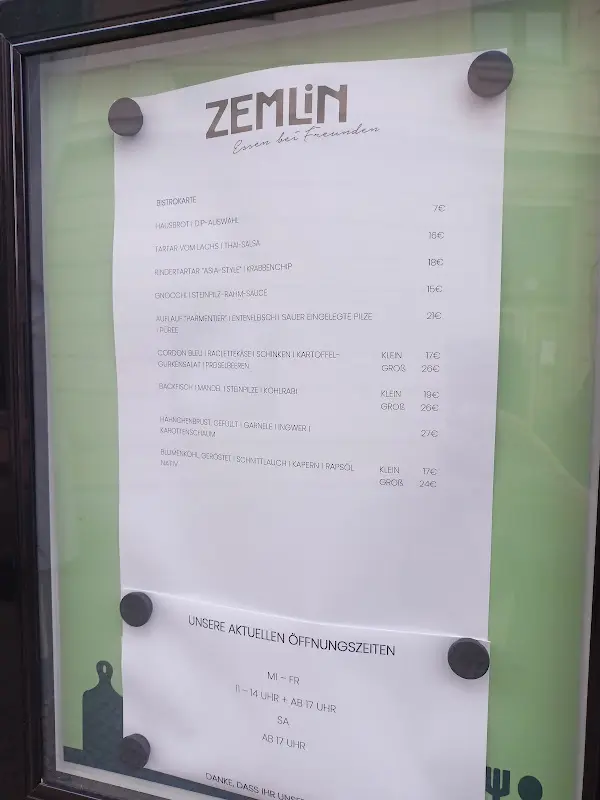 ZEMLiN
Essen bei Freunden
BISTROKARTE
HAUSBROT | DIP-AUSWAHL 7€
TARTAR VOM LACHS | THAI-SALSA 16€
RINDERTARTAR "ASIA-STYLE" | KRABBENCHIP 18€
GNOCCHI | STEINPILZ-RAHM-SAUCE 15€
AUFLAUF "PARMENTIER" | ENTENFLEISCH | SAUER EINGELEGTE PILZE 21€
| PÜREE
CORDON BLEU | RACLETTEKÄSE | SCHINKEN | KARTOFFEL- KLEIN 17€
GURKENSALAT | PREISELBEEREN GROß 26€
BACKFISCH | MANDEL | STEINPILZE | KOHLRABI KLEIN 19€
GROß 26€
HÄHNCHENBRUST, GEFÜLLT | GARNELE | INGWER |
KAROTTENSCHAUM 27€
BLUMENKOHL, GERÖSTET | SCHNITTLAUCH | KAPERN | RAPSÖL
NATIV KLEIN 17€
GROß 24€
UNSERE AKTUELLEN ÖFFNUNGSZEITEN
MI – FR
11 – 14 UHR + AB 17 UHR
SA
AB 17 UHR
DANKE, DASS IHR UNSER